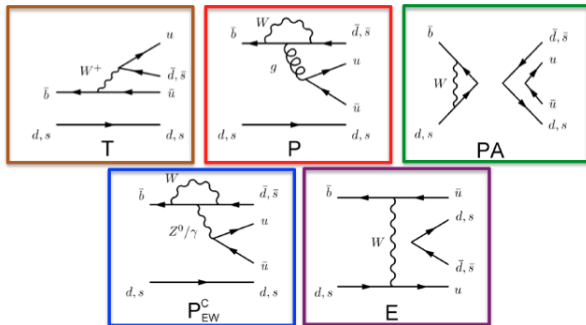 u
W⁺
d̄, s̄
b̄
ū
d, s
d, s
T
W
b̄
d̄, s̄
u
g
ū
d, s
d, s
P
b̄
d̄, s̄
u
W
ū
d, s
d, s
PA
W
b̄
d̄, s̄
u
Z⁰/γ
ū
d, s
d, s
P^C_EW
b̄
ū
d, s
W
d̄, s̄
d, s
u
E